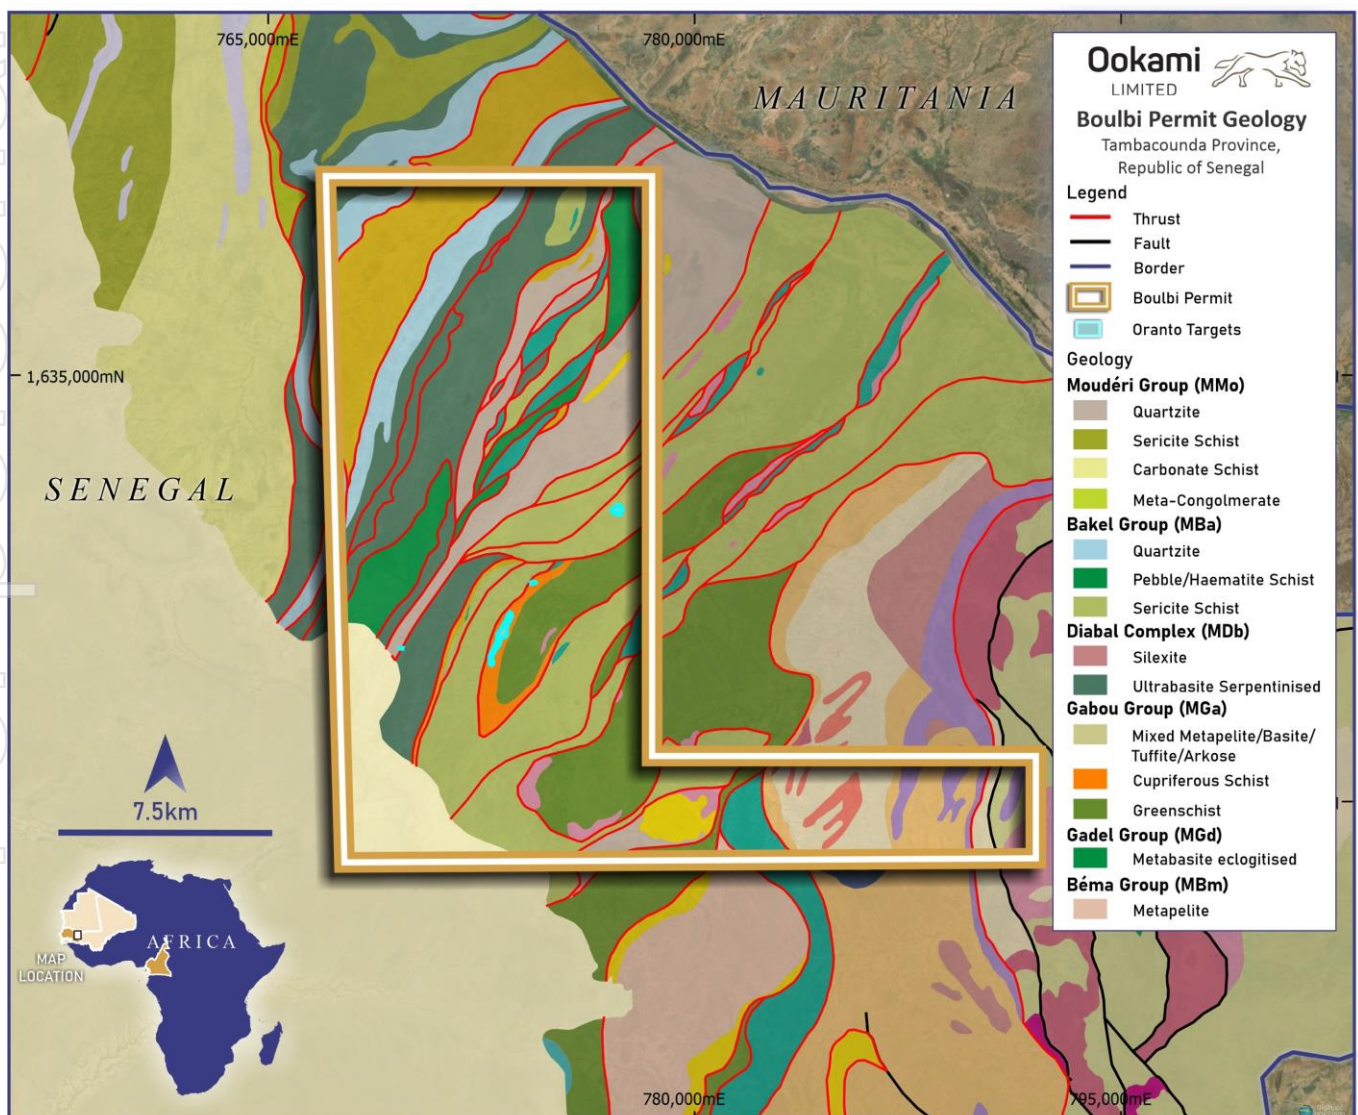 765,000mE
780,000mE
MAURITANIA
1,635,000mN
SENEGAL
7.5km
AFRICA
MAP
LOCATION
780,000mE
795,000mE
Ookami
LIMITED
Boulbi Permit Geology
Tambacounda Province,
Republic of Senegal
Legend
Thrust
Fault
Border
Boulbi Permit
Oranto Targets
Geology
Moudéri Group (MMo)
Quartzite
Sericite Schist
Carbonate Schist
Meta-Congolmerate
Bakel Group (MBa)
Quartzite
Pebble/Haematite Schist
Sericite Schist
Diabal Complex (MDb)
Silexite
Ultrabasite Serpentinised
Gabou Group (MGa)
Mixed Metapelite/Basite/
Tuffite/Arkose
Cupriferous Schist
Greenschist
Gadel Group (MGd)
Metabasite eclogitised
Béma Group (MBm)
Metapelite